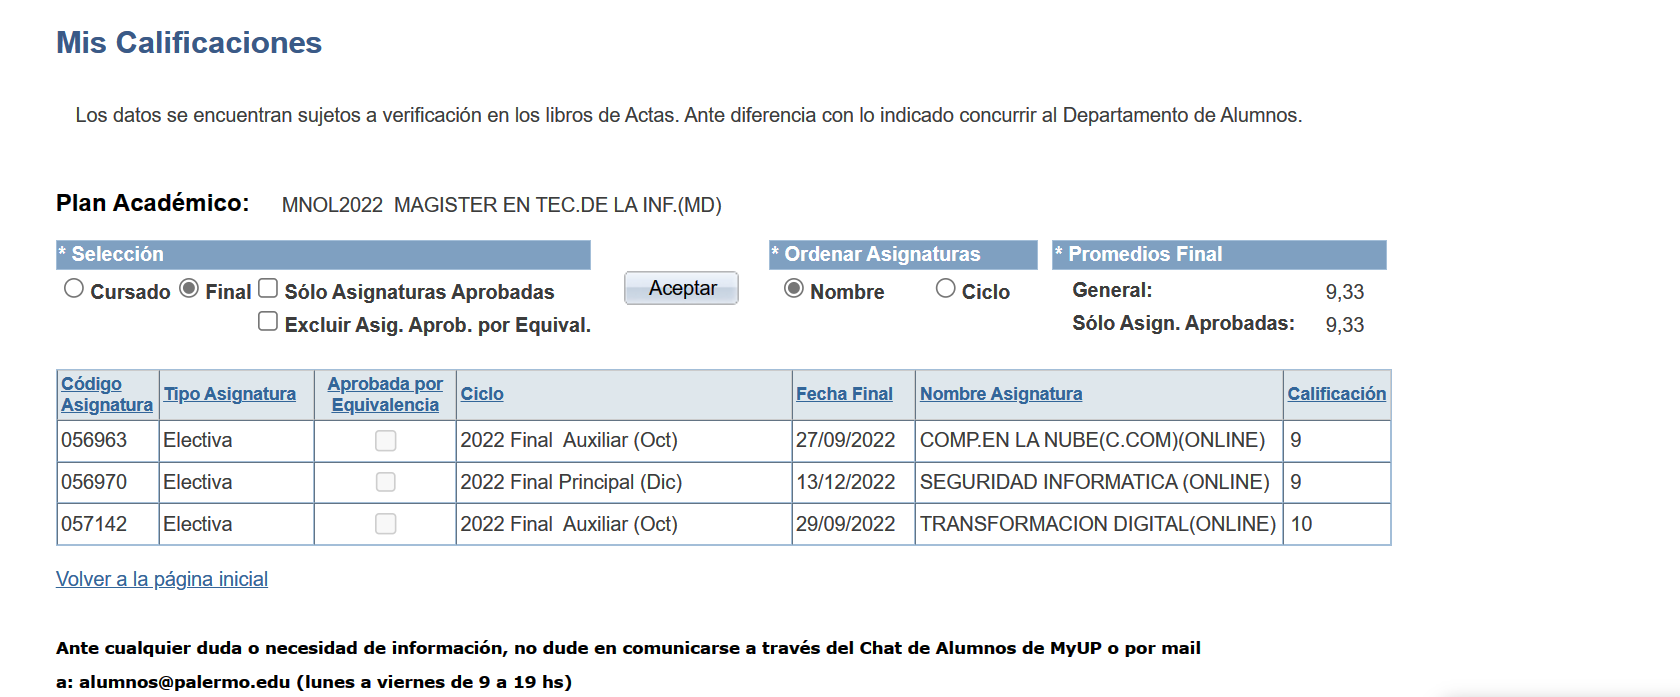 Mis Calificaciones
Los datos se encuentran sujetos a verificación en los libros de Actas. Ante diferencia con lo indicado concurrir al Departamento de Alumnos.
Plan Académico: MNOL2022 MAGISTER EN TEC.DE LA INF.(MD)
* Selección * Ordenar Asignaturas * Promedios Final
Cursado Final Sólo Asignaturas Aprobadas Aceptar Nombre Ciclo General: 9,33
Excluir Asig. Aprob. por Equival. Sólo Asign. Aprobadas: 9,33
Código Asignatura Tipo Asignatura Aprobada por Equivalencia Ciclo Fecha Final Nombre Asignatura Calificación
056963 Electiva 2022 Final Auxiliar (Oct) 27/09/2022 COMP.EN LA NUBE(C.COM)(ONLINE) 9
056970 Electiva 2022 Final Principal (Dic) 13/12/2022 SEGURIDAD INFORMATICA (ONLINE) 9
057142 Electiva 2022 Final Auxiliar (Oct) 29/09/2022 TRANSFORMACION DIGITAL(ONLINE) 10
Volver a la página inicial
Ante cualquier duda o necesidad de información, no dude en comunicarse a través del Chat de Alumnos de MyUP o por mail
a: alumnos@palermo.edu (lunes a viernes de 9 a 19 hs)